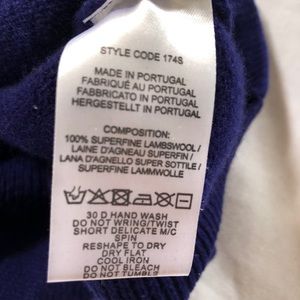 STYLE CODE 174S
MADE IN PORTUGAL
FABRIQUÉ AU PORTUGAL
FABBRICATO IN PORTUGAL
HERGESTELLT IN PORTUGAL
COMPOSITION:
100% SUPERFINE LAMBSWOOL /
LAINE D'AGNEAU SUPERFIN /
LANA D'AGNELLO SUPER SOTTILE /
SUPERFINE LAMMWOLLE
30 D HAND WASH
DO NOT WRING/TWIST
SHORT DELICATE M/C
SPIN
RESHAPE TO DRY
DRY FLAT
COOL IRON
DO NOT BLEACH
DO NOT TUMBLE